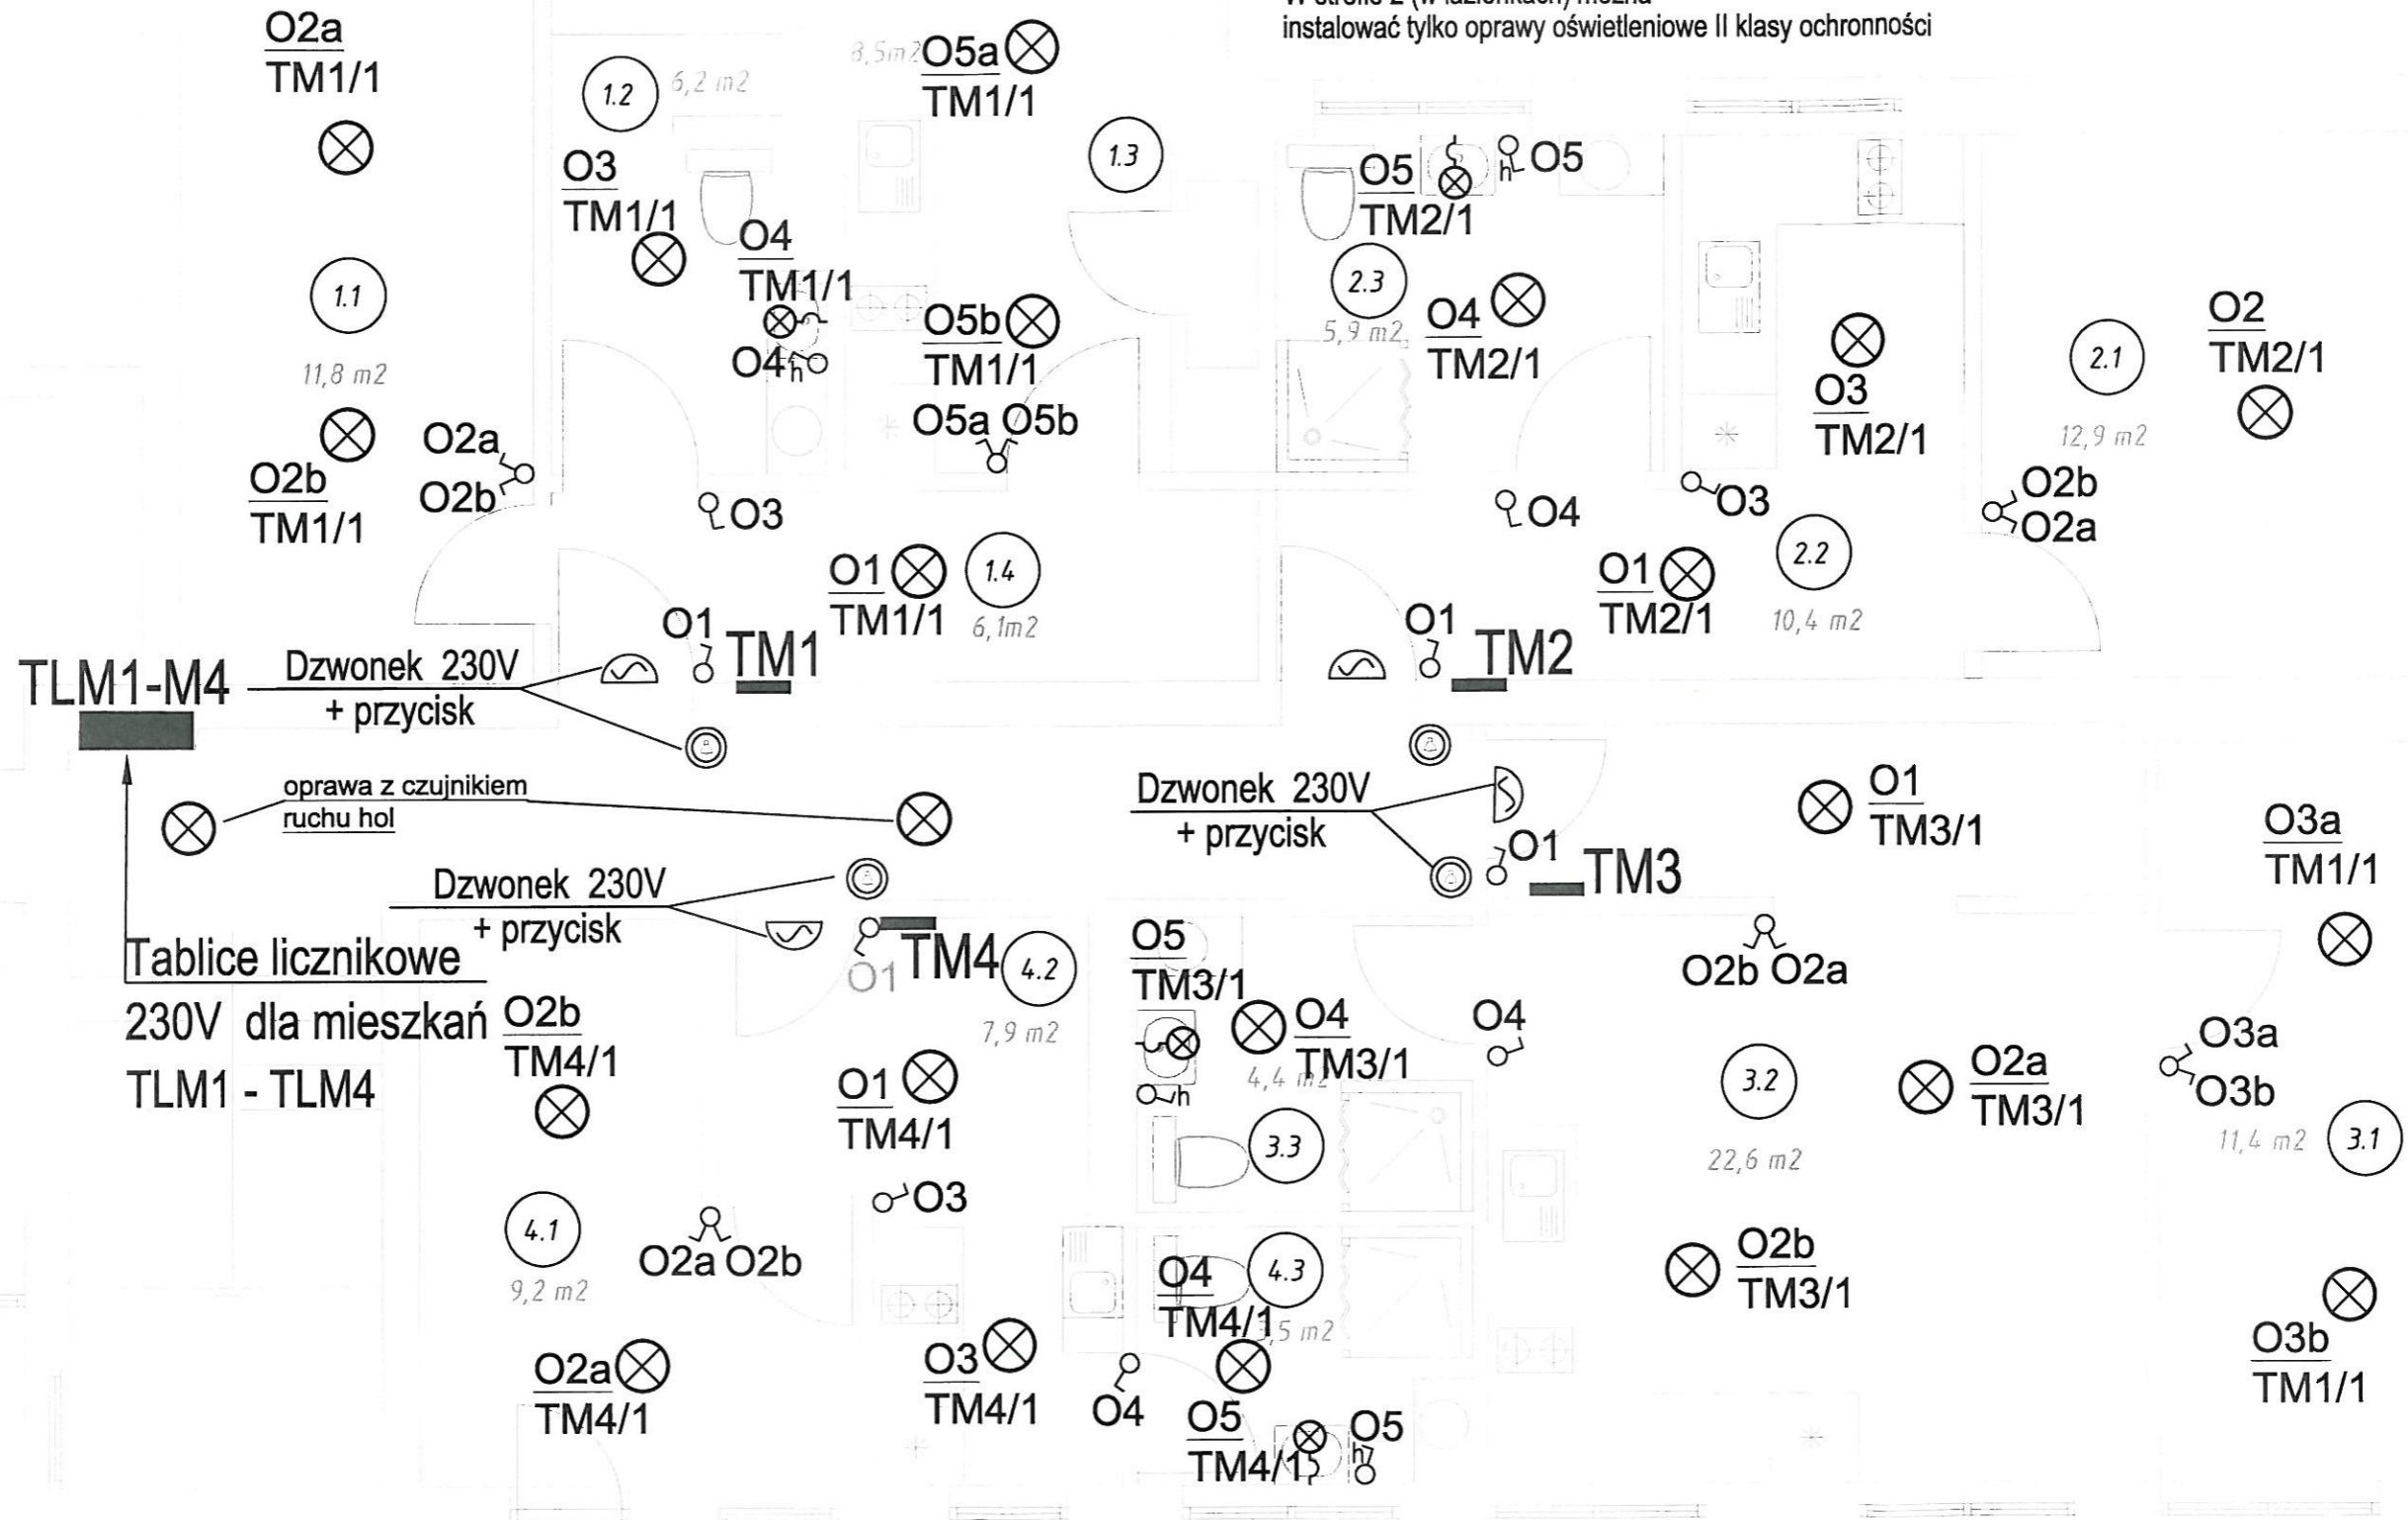 instalować tylko oprawy oświetleniowe II klasy ochronności
O2a
TM1/1
1.2
6,2 m2
8,5m2
O5a
TM1/1
1.3
O3
TM1/1
O4
TM1/1
O4
h
1.1
11,8 m2
O5b
TM1/1
O5a O5b
O2b
TM1/1
O2a
O2b
O3
O1
TM1/1
1.4
6,1m2
O1
TM1
O5
TM2/1
h
O5
2.3
5,9 m2
O4
TM2/1
O3
TM2/1
2.1
12,9 m2
O2
TM2/1
O4
O3
O2b
O2a
O1
TM2/1
2.2
10,4 m2
O1
TM2
TLM1-M4
Dzwonek 230V
+ przycisk
oprawa z czujnikiem
ruchu hol
Dzwonek 230V
+ przycisk
Dzwonek 230V
+ przycisk
O1
TM3
O1
TM3/1
O3a
TM1/1
Tablice licznikowe
230V dla mieszkań
TLM1 - TLM4
O1
TM4
4.2
7,9 m2
O5
TM3/1
h
O4
TM3/1
4,4 m2
3.3
O4
O2b O2a
3.2
22,6 m2
O2a
TM3/1
O3a
O3b
11,4 m2
3.1
O2b
TM4/1
O1
TM4/1
O3
4.1
9,2 m2
O2a O2b
O4
TM4/1
4.3
,5 m2
O2b
TM3/1
O3b
TM1/1
O2a
TM4/1
O3
TM4/1
O4
O5
TM4/1
O5
h